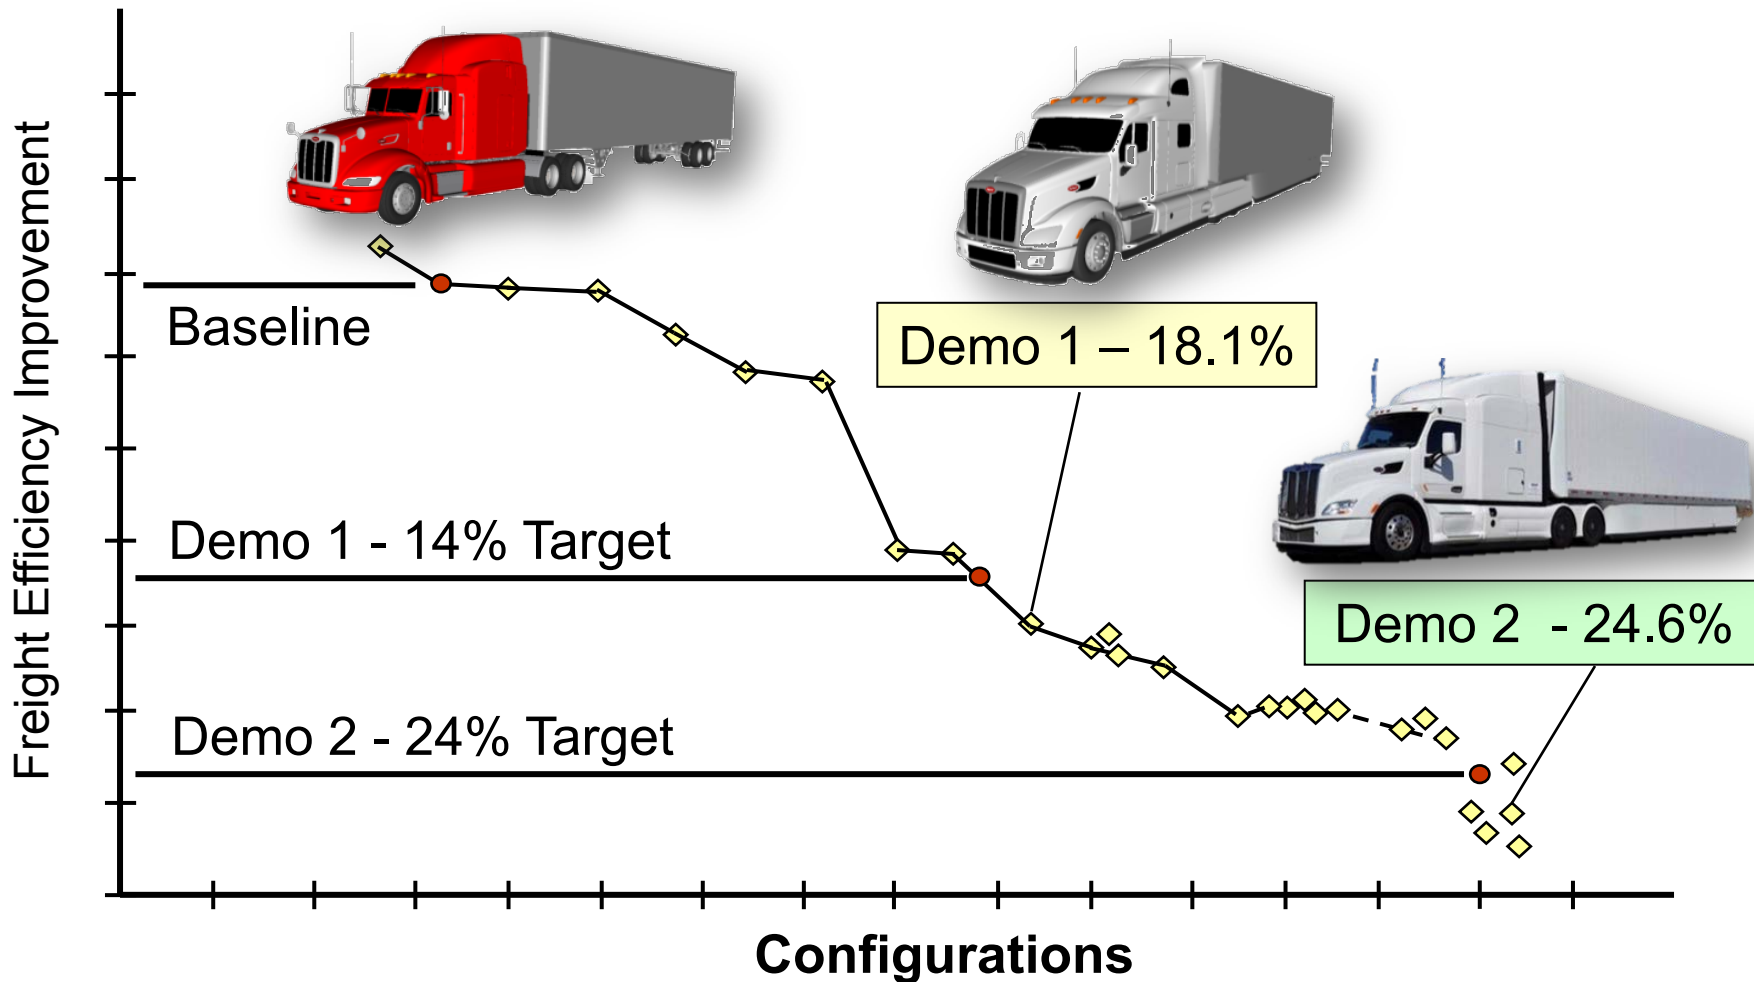 Freight Efficiency Improvement
Baseline
Demo 1 – 18.1%
Demo 1 - 14% Target
Demo 2 - 24.6%
Demo 2 - 24% Target
Configurations